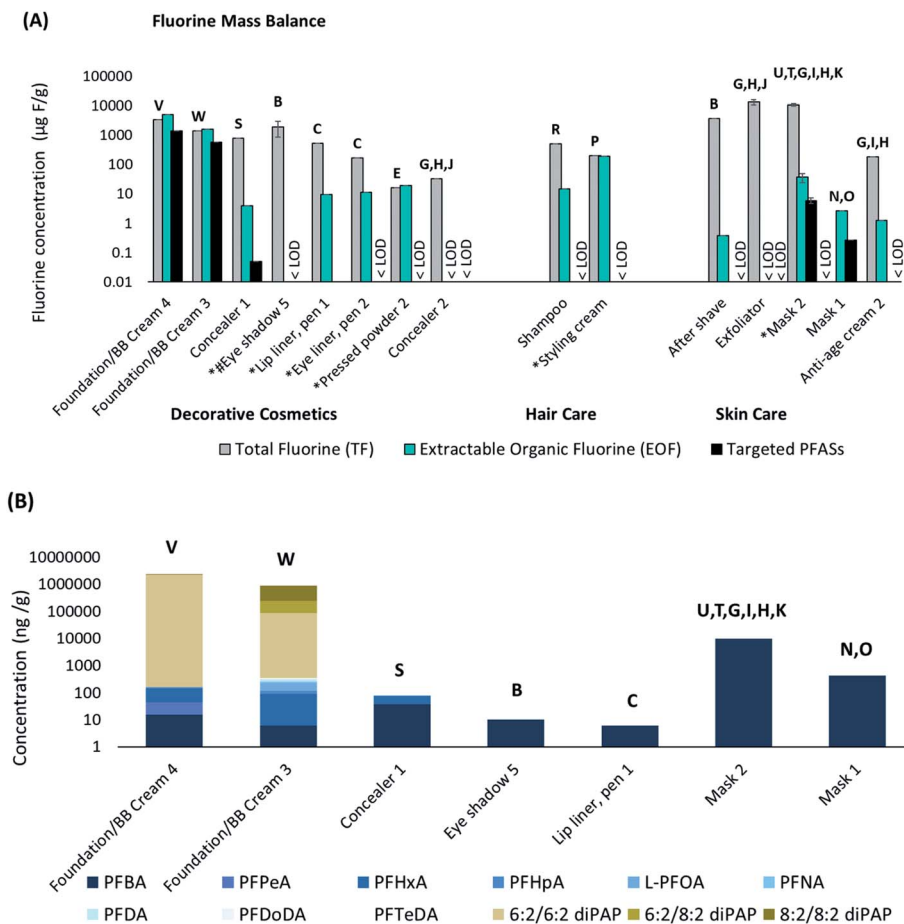 (A)
Fluorine Mass Balance
Fluorine concentration (µg F/g)
100000
10000
1000
100
10
1
0.1
0.01
V
W
S
B
C
C
E
G,H,J
R
P
B
G,H,J
U,T,G,I,H,K
N,O
G,I,H
< LOD
< LOD
< LOD
< LOD
< LOD
< LOD
< LOD
< LOD
< LOD
< LOD
< LOD
< LOD
< LOD
Foundation/BB Cream 4
Foundation/BB Cream 3
Concealer 1
*#Eye shadow 5
*Lip liner, pen 1
*Eye liner, pen 2
*Pressed powder 2
Concealer 2
Shampoo
*Styling cream
After shave
Exfoliator
*Mask 2
Mask 1
Anti-age cream 2
Decorative Cosmetics
Hair Care
Skin Care
Total Fluorine (TF)
Extractable Organic Fluorine (EOF)
Targeted PFASs
(B)
Concentration (ng /g)
10000000
1000000
100000
10000
1000
100
10
1
V
W
S
B
C
U,T,G,I,H,K
N,O
Foundation/BB Cream 4
Foundation/BB Cream 3
Concealer 1
Eye shadow 5
Lip liner, pen 1
Mask 2
Mask 1
PFBA PFPeA PFHxA PFHpA L-PFOA PFNA
PFDA PFDoDA PFTeDA 6:2/6:2 diPAP 6:2/8:2 diPAP 8:2/8:2 diPAP